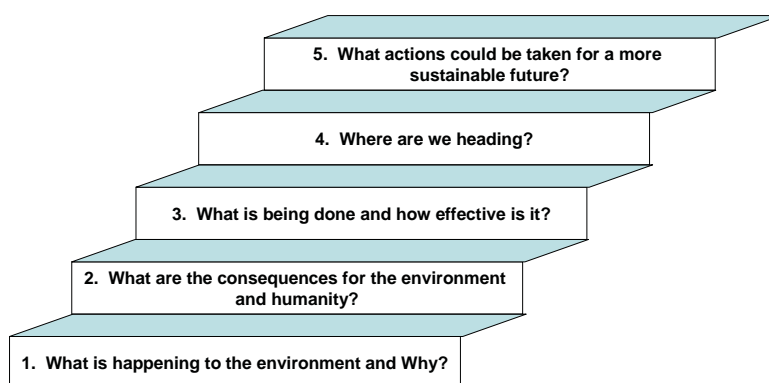 5. What actions could be taken for a more
sustainable future?
4. Where are we heading?
3. What is being done and how effective is it?
2. What are the consequences for the environment
and humanity?
1. What is happening to the environment and Why?